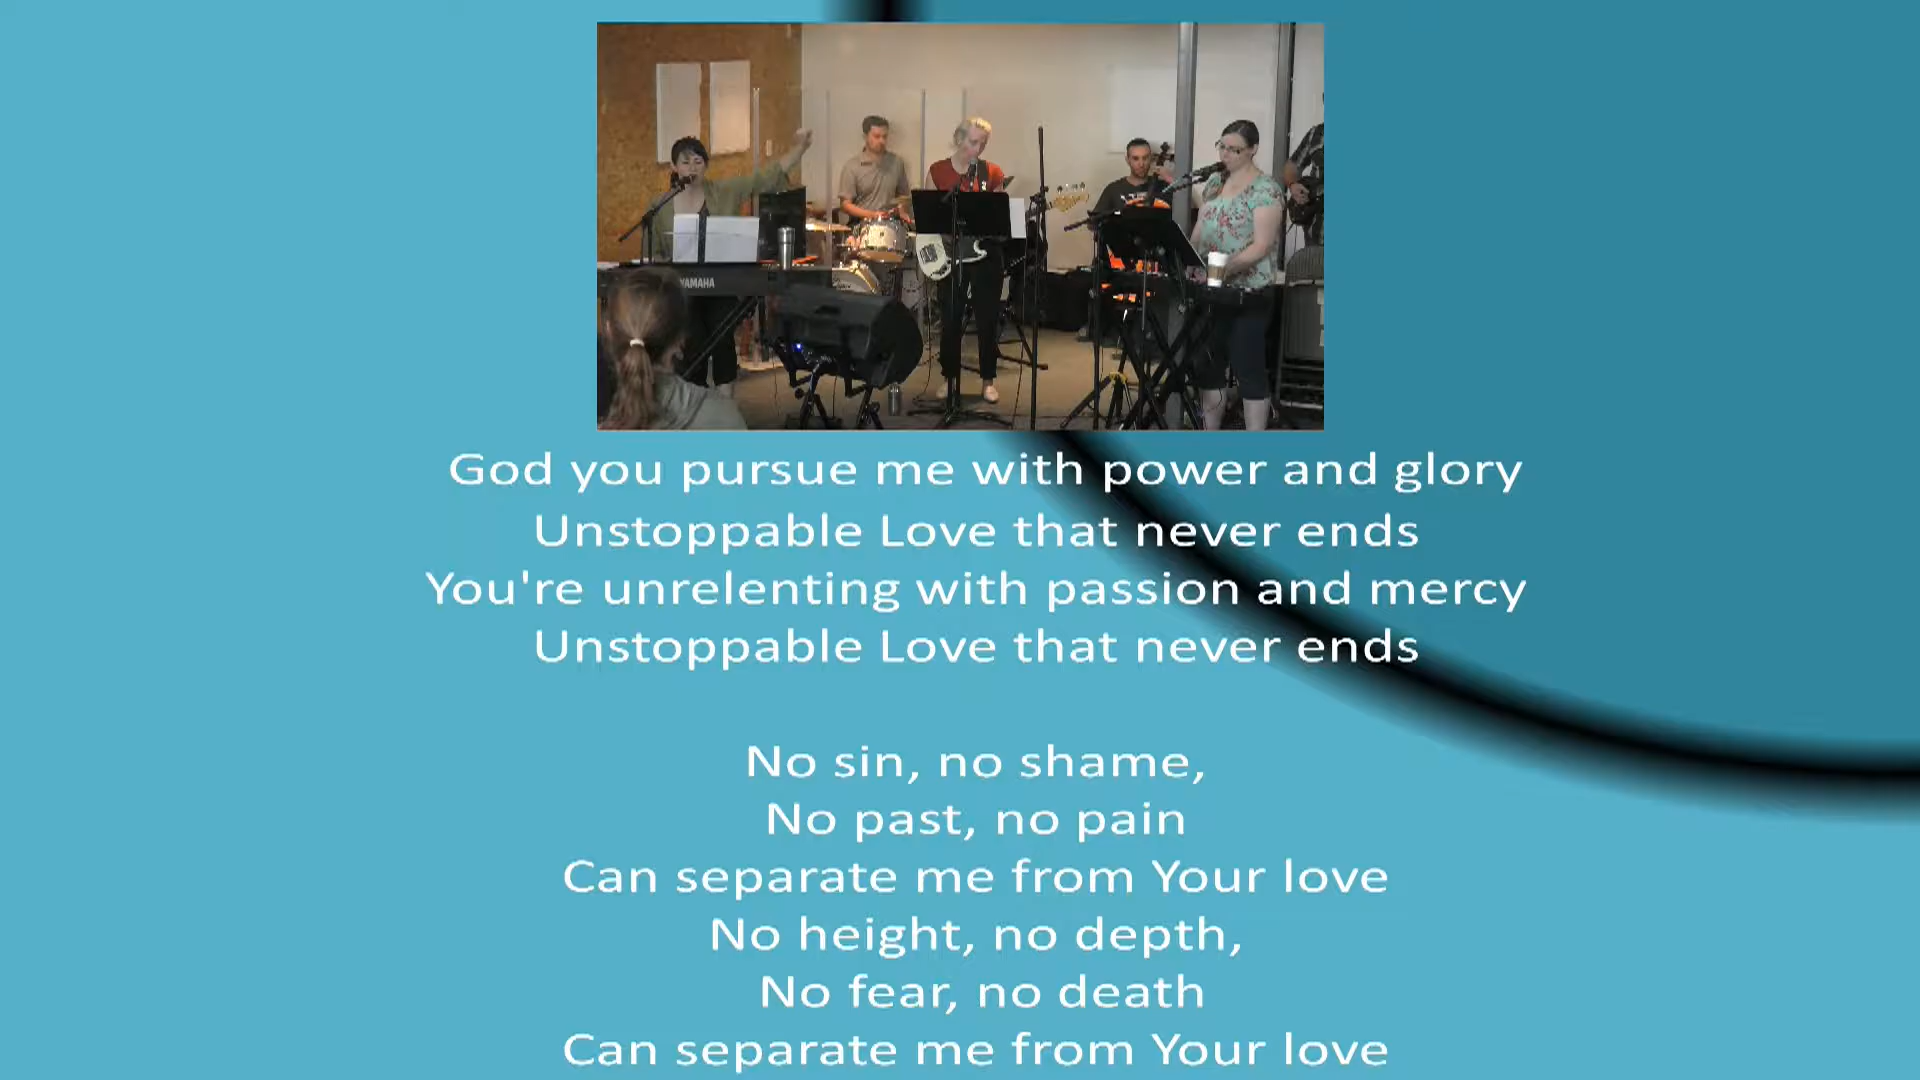 YAMAHA
God you pursue me with power and glory
Unstoppable Love that never ends
You're unrelenting with passion and mercy
Unstoppable Love that never ends
No sin, no shame,
No past, no pain
Can separate me from Your love
No height, no depth,
No fear, no death
Can separate me from Your love